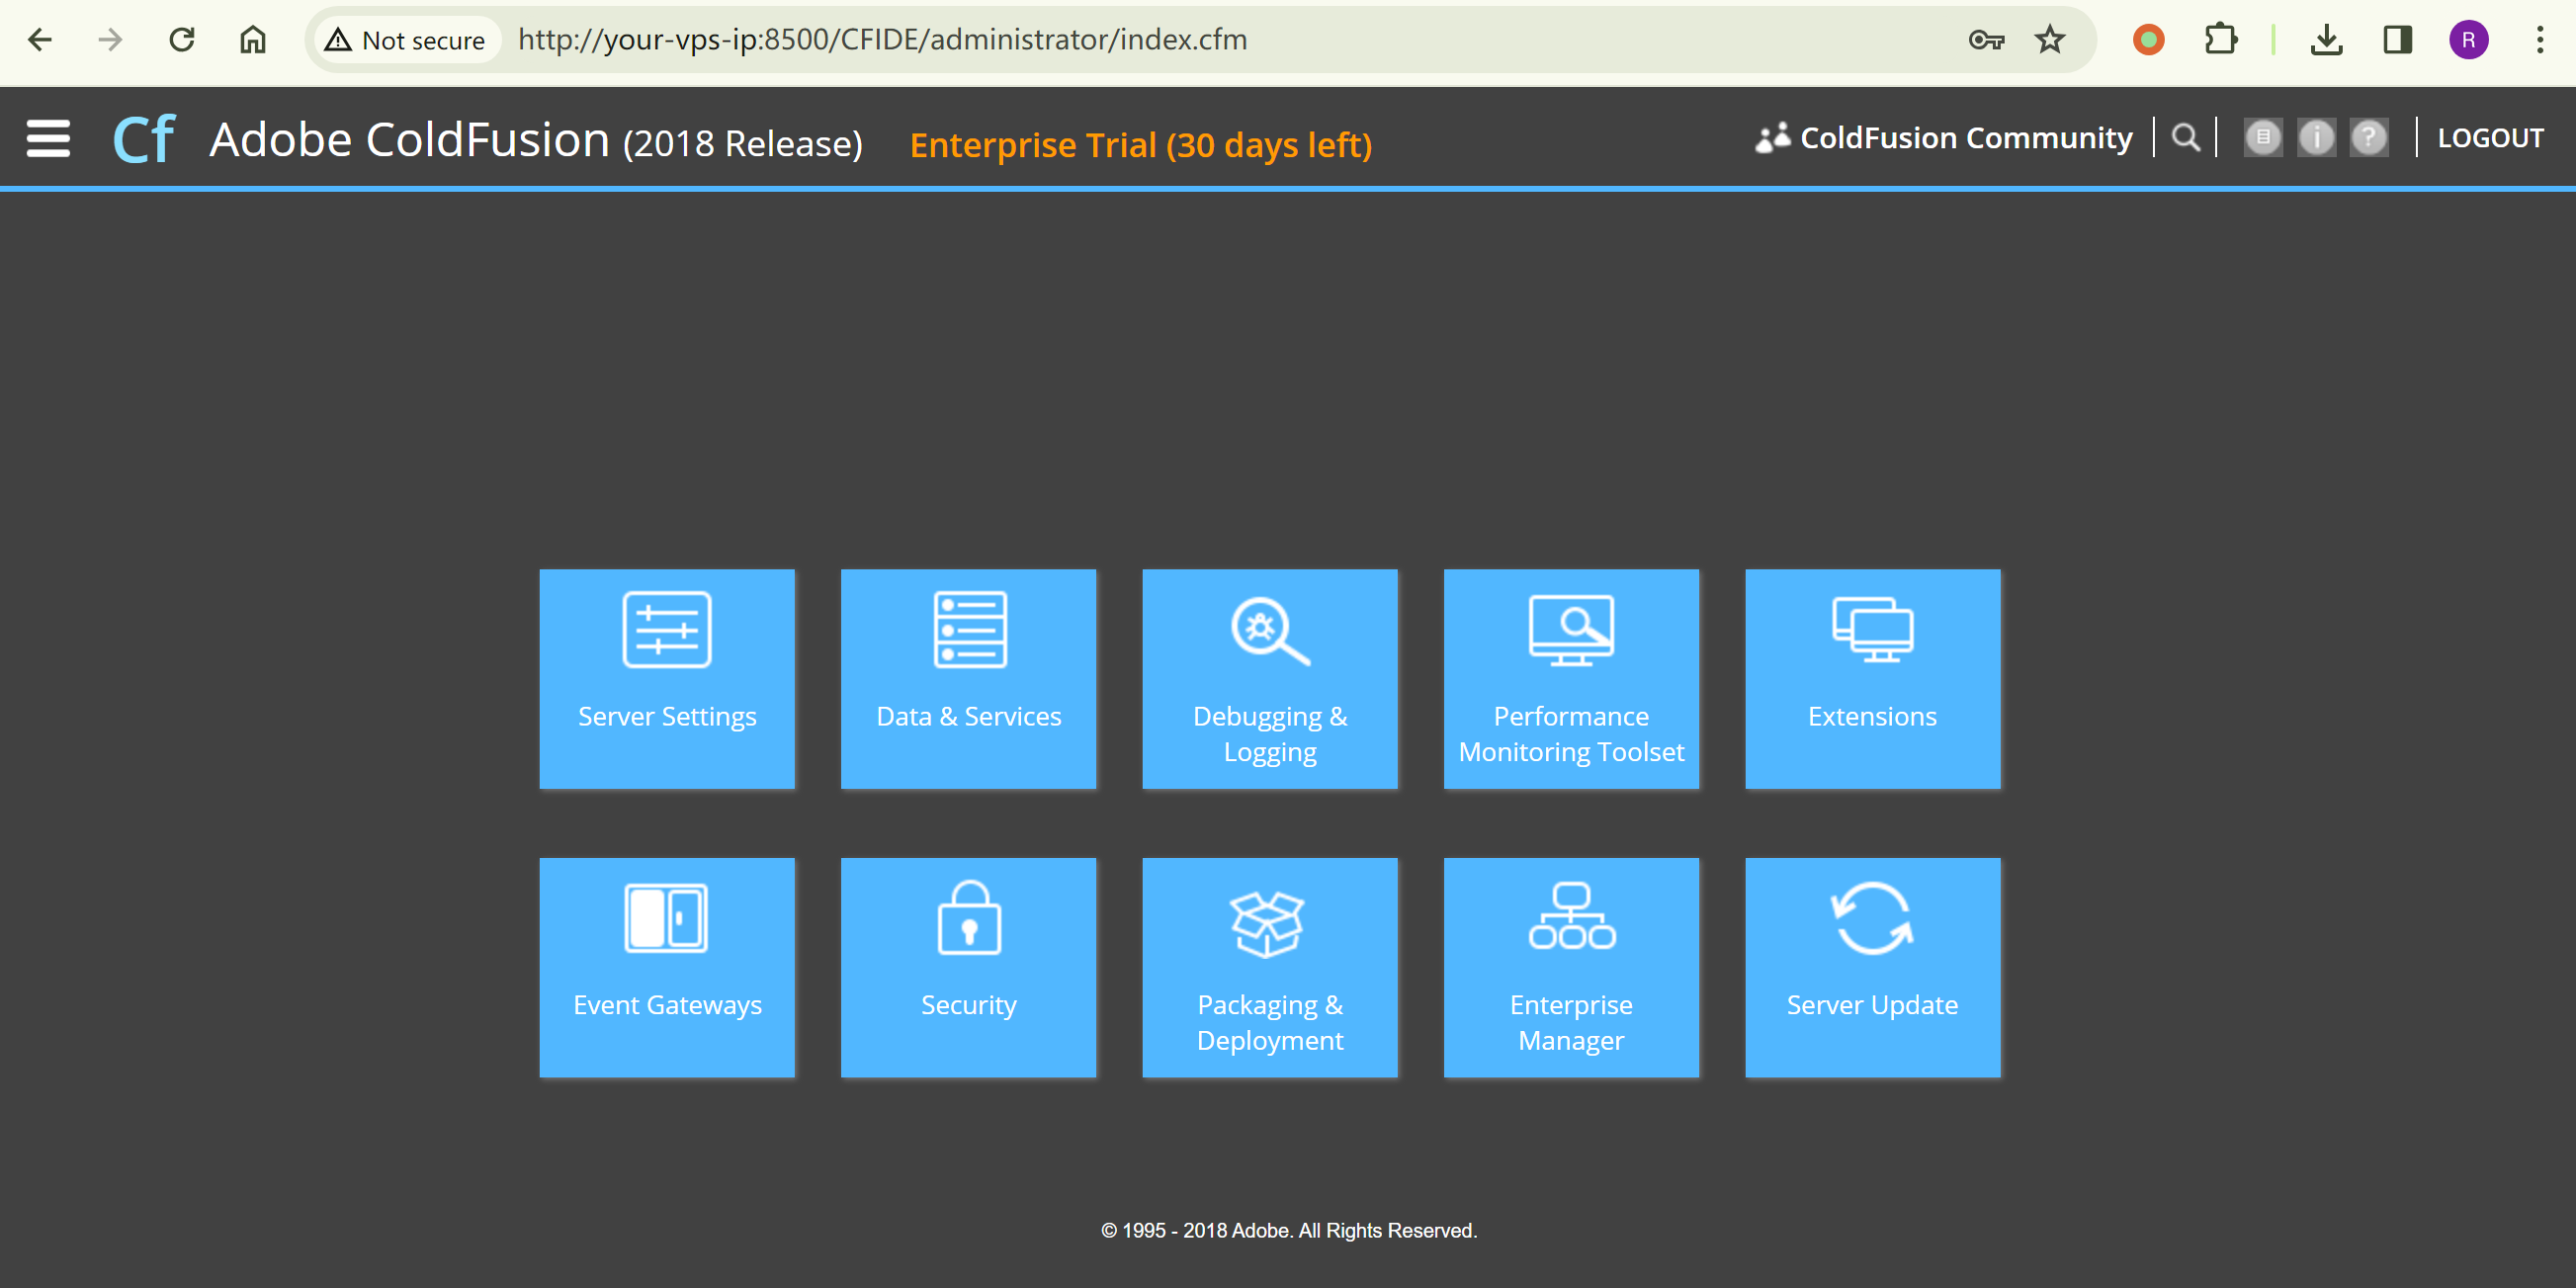 Not secure
http://your-vps-ip:8500/CFIDE/administrator/index.cfm
R
Cf Adobe ColdFusion (2018 Release) Enterprise Trial (30 days left)
ColdFusion Community
LOGOUT
Server Settings
Data & Services
Debugging &
Logging
Performance
Monitoring Toolset
Extensions
Event Gateways
Security
Packaging &
Deployment
Enterprise
Manager
Server Update
© 1995 - 2018 Adobe. All Rights Reserved.